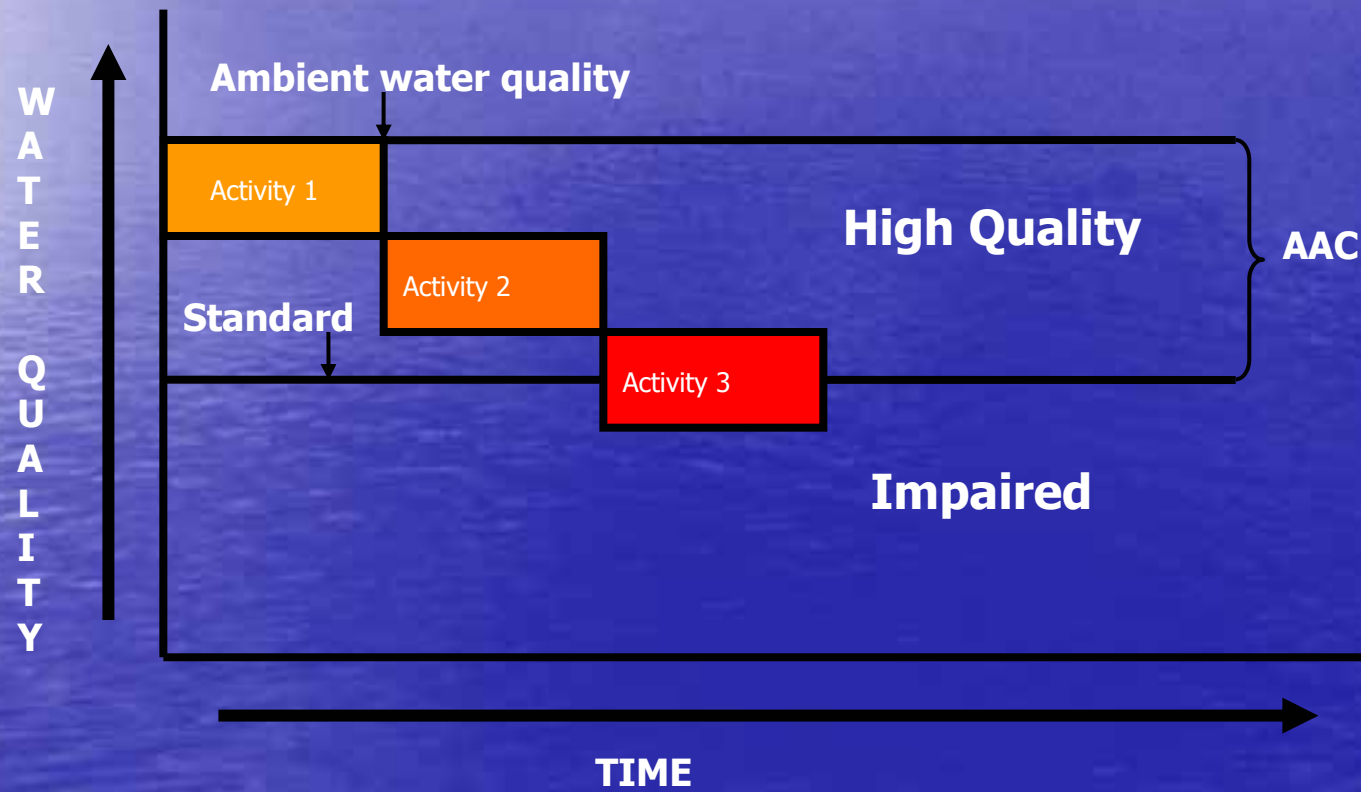 WATER QUALITY
Ambient water quality
Activity 1
High Quality
AAC
Activity 2
Standard
Activity 3
Impaired
TIME